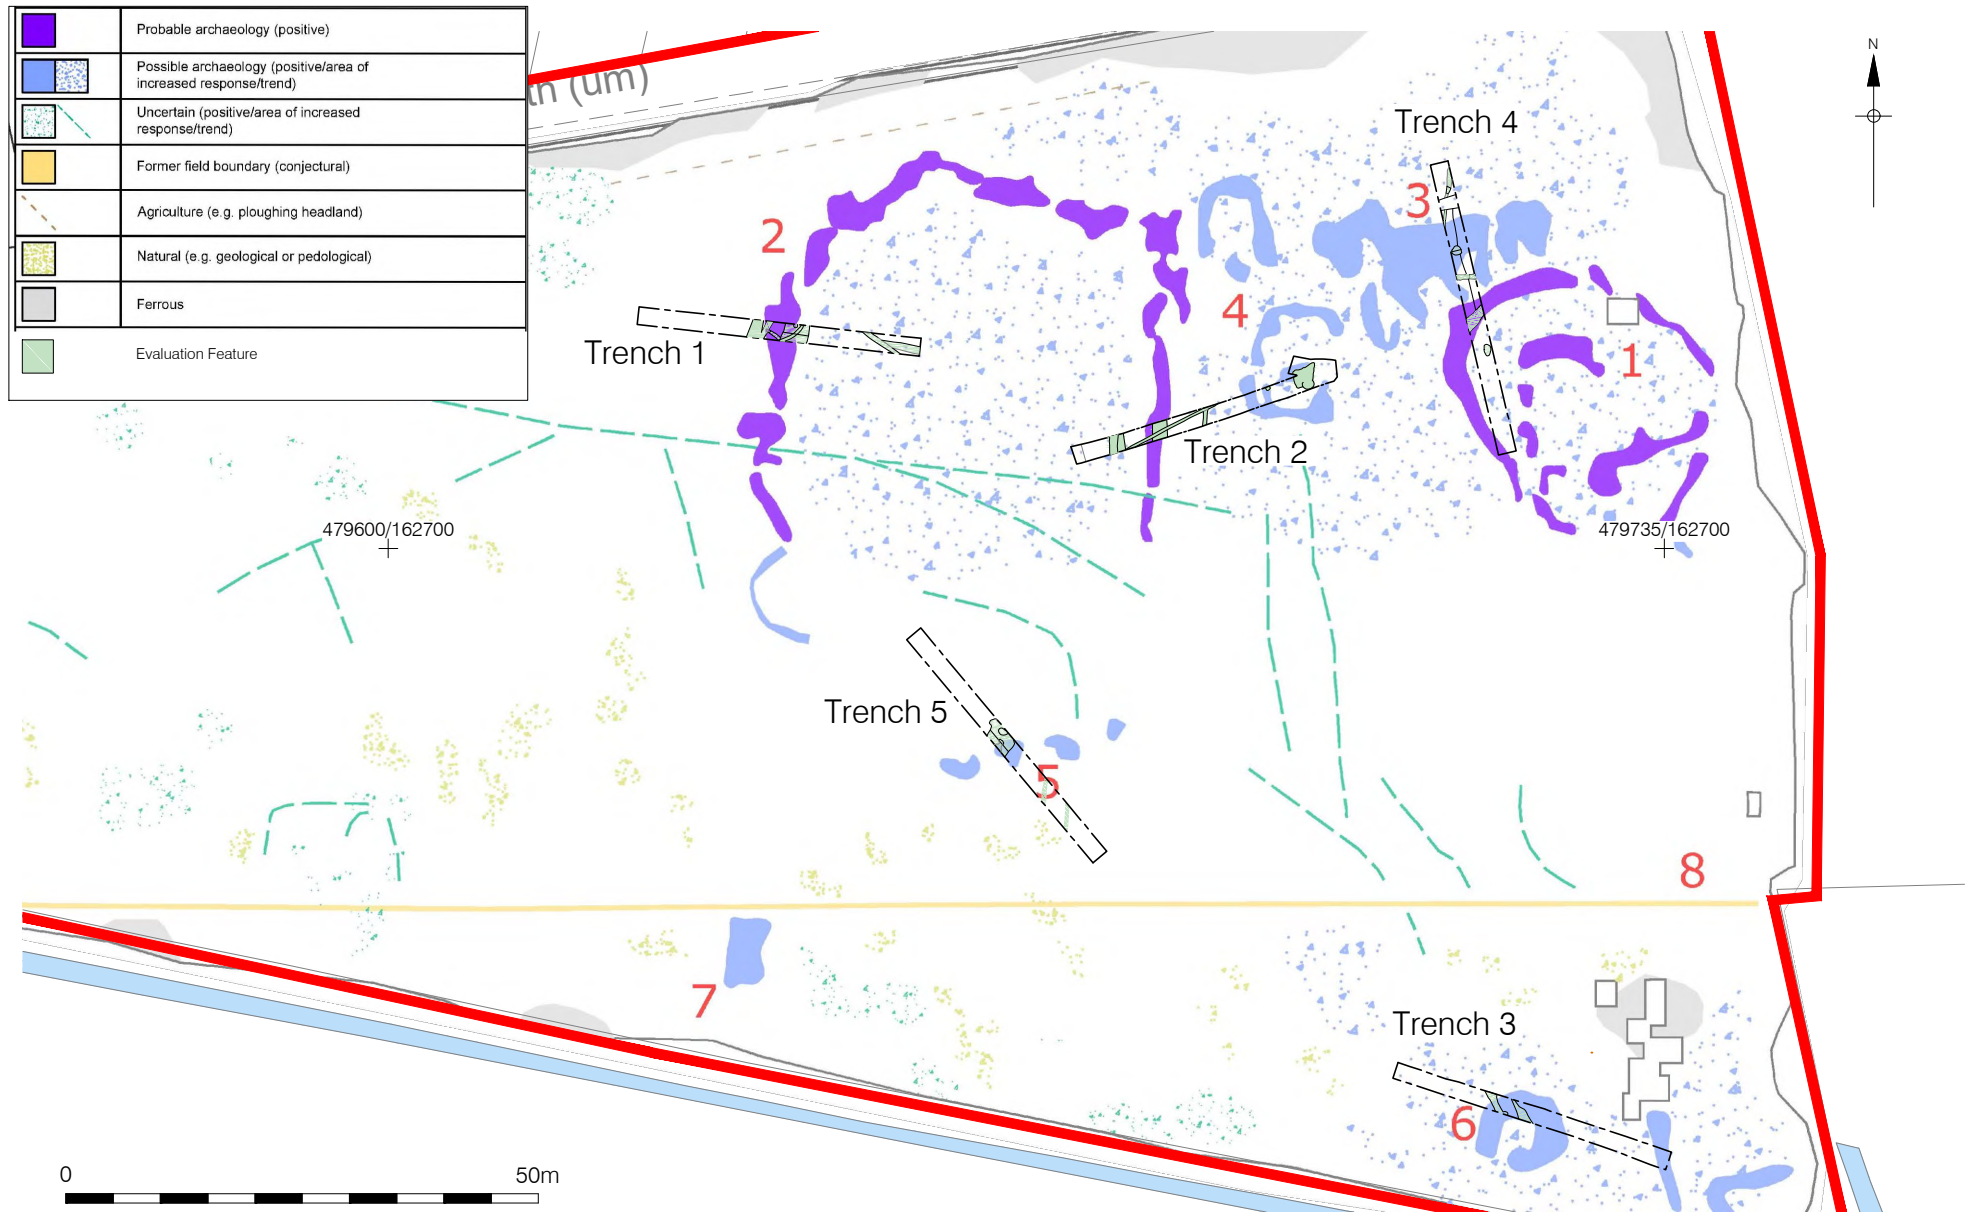 Probable archaeology (positive)
Possible archaeology (positive/area of
increased response/trend)
Uncertain (positive/area of increased
response/trend)
Former field boundary (conjectural)
Agriculture (e.g. ploughing headland)
Natural (e.g. geological or pedological)
Ferrous
Evaluation Feature
(um)
N
Trench 4
3
2
4
Trench 1
1
Trench 2
479600/162700
479735/162700
Trench 5
5
8
7
Trench 3
6
0
50m